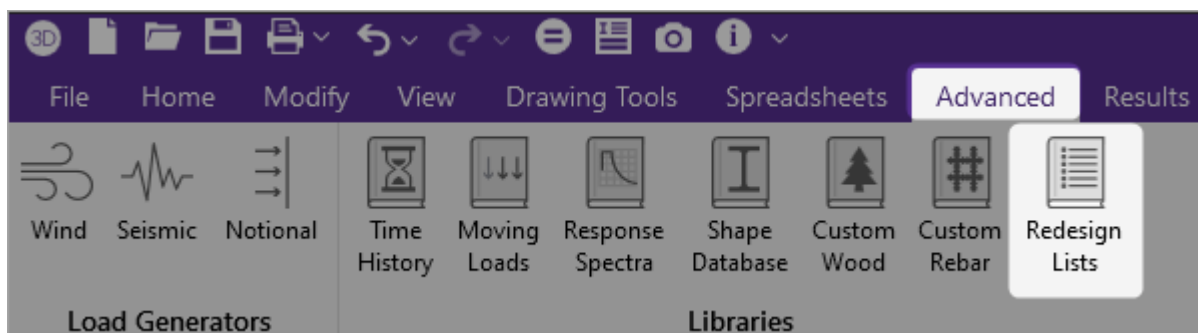 3D
File Home Modify View Drawing Tools Spreadsheets Advanced Results
Wind Seismic Notional Time History Moving Loads Response Spectra Shape Database Custom Wood Custom Rebar Redesign Lists
Load Generators Libraries